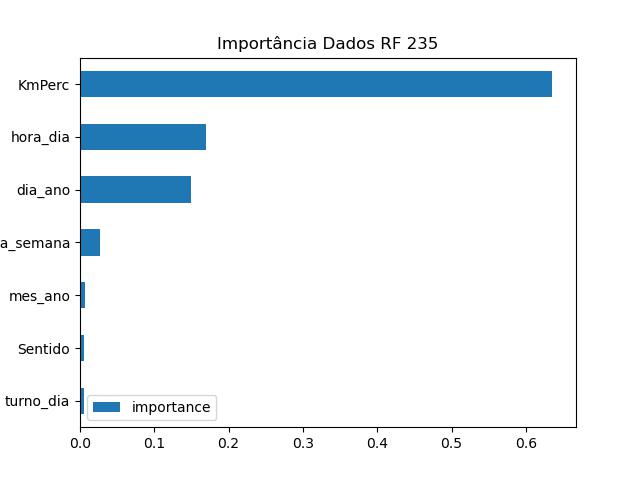 Importância Dados RF 235
KmPerc
hora_dia
dia_ano
a_semana
mes_ano
Sentido
turno_dia
importance
0.0 0.1 0.2 0.3 0.4 0.5 0.6